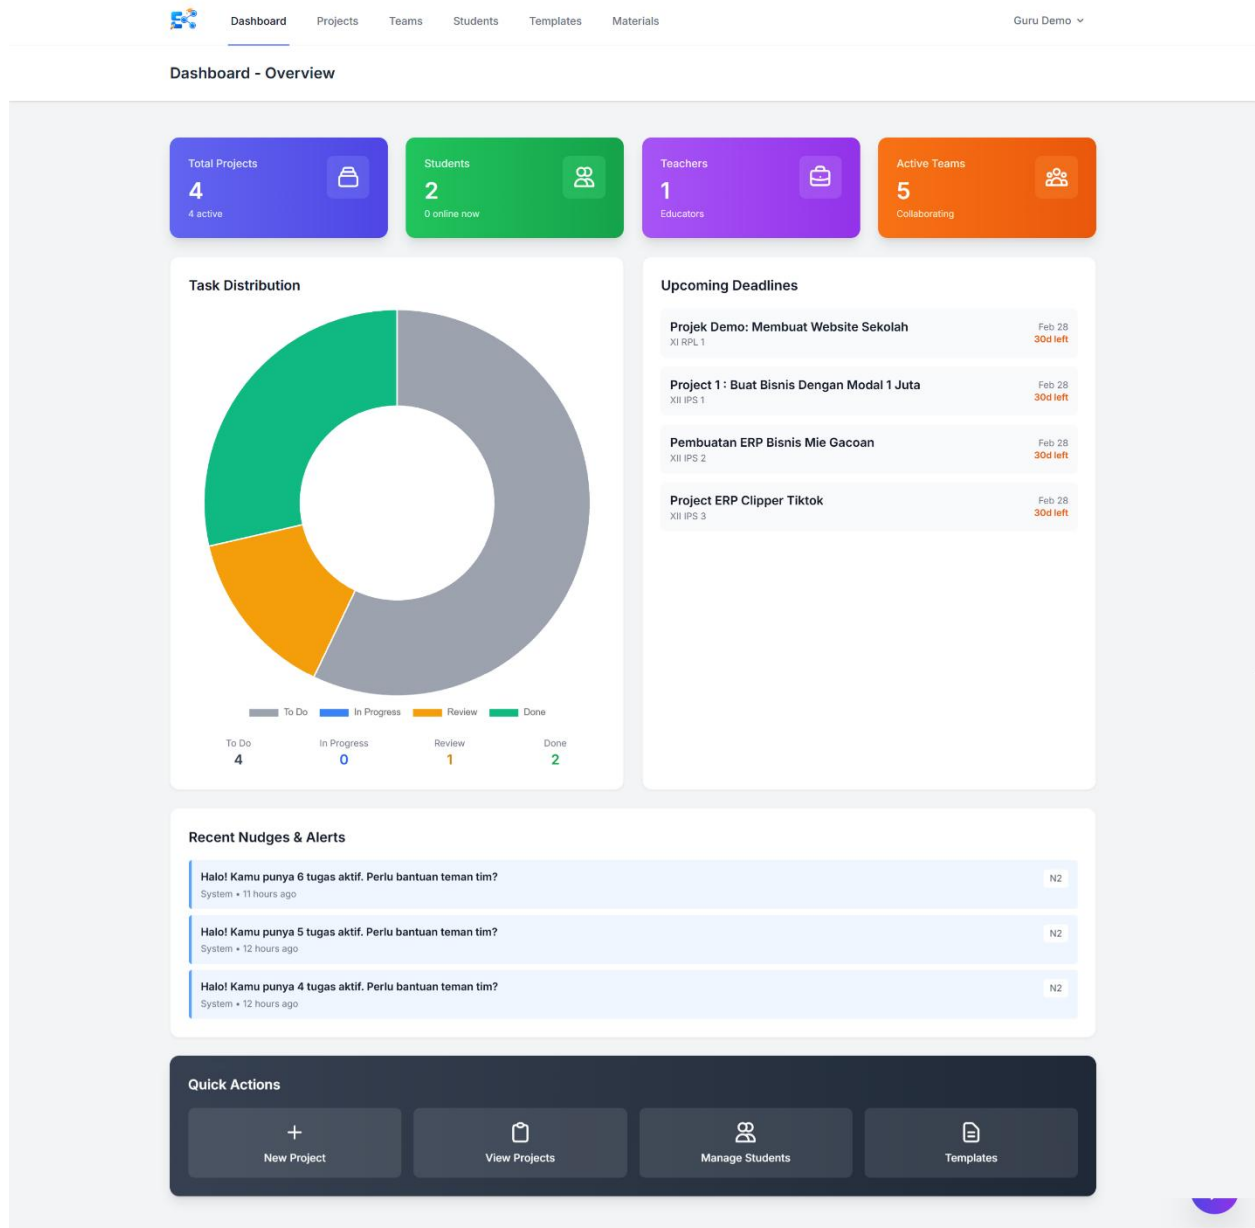 Dashboard Projects Teams Students Templates Materials Guru Demo
Dashboard - Overview
Total Projects
4
4 active
Students
2
0 online now
Teachers
1
Educators
Active Teams
5
Collaborating
Task Distribution
To Do In Progress Review Done
To Do In Progress Review Done
4 0 1 2
Upcoming Deadlines
Projek Demo: Membuat Website Sekolah Feb 28
XI RPL 1 30d left
Project 1 : Buat Bisnis Dengan Modal 1 Juta Feb 28
XII IPS 1 30d left
Pembuatan ERP Bisnis Mie Gacoan Feb 28
XII IPS 2 30d left
Project ERP Clipper Tiktok Feb 28
XII IPS 3 30d left
Recent Nudges & Alerts
Halo! Kamu punya 6 tugas aktif. Perlu bantuan teman tim? N2
System • 11 hours ago
Halo! Kamu punya 5 tugas aktif. Perlu bantuan teman tim? N2
System • 12 hours ago
Halo! Kamu punya 4 tugas aktif. Perlu bantuan teman tim? N2
System • 12 hours ago
Quick Actions
New Project View Projects Manage Students Templates